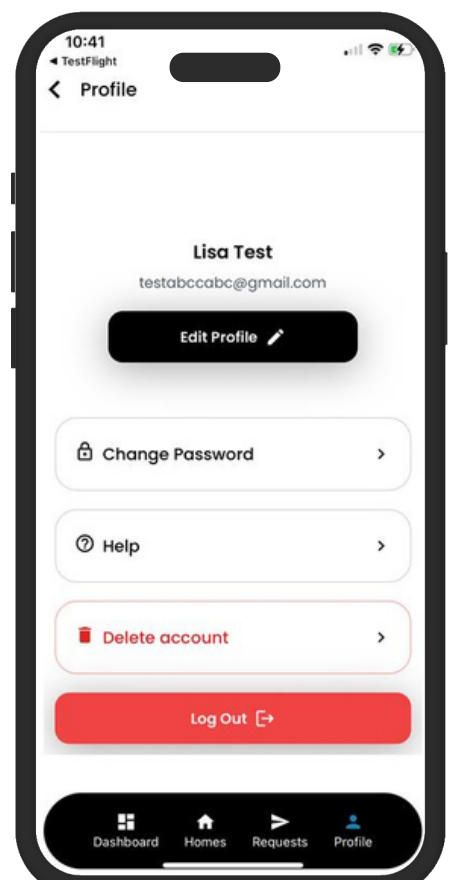 10:41
TestFlight
Profile
Lisa Test
testabccabc@gmail.com
Edit Profile
Change Password
Help
Delete account
Log Out
Dashboard Homes Requests Profile